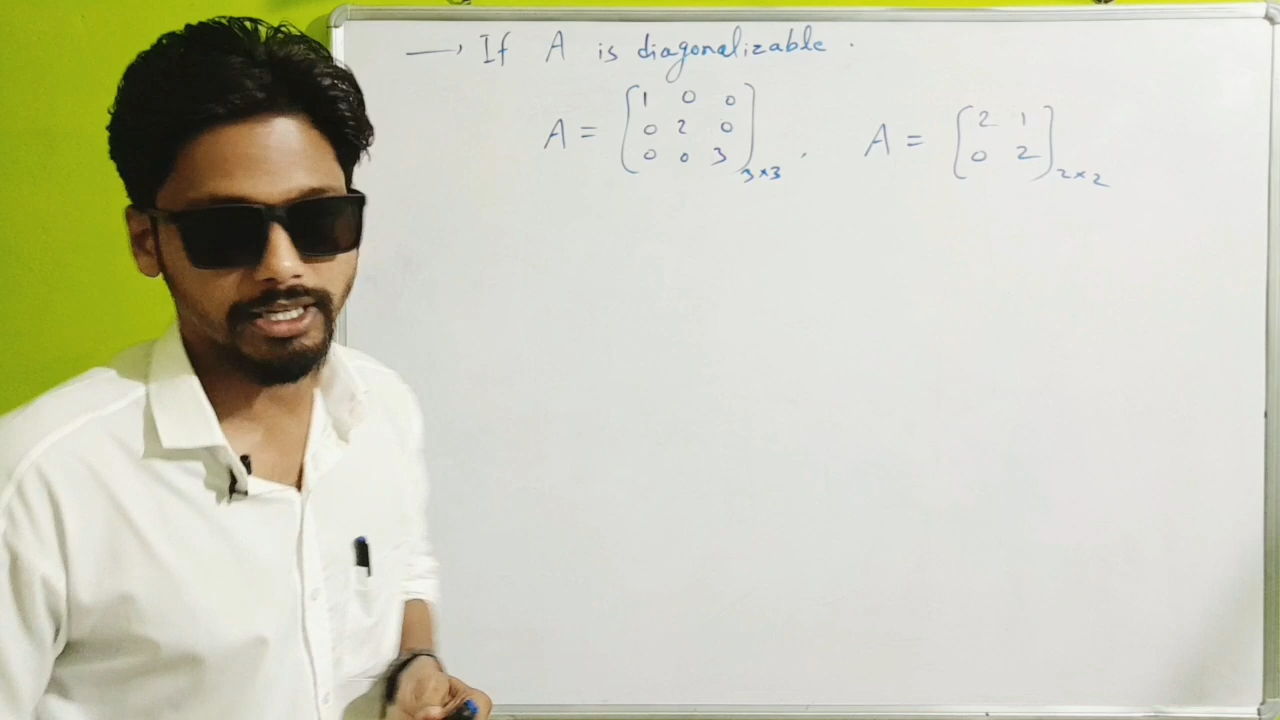 → If A is diagonalizable.
A = [1 0 0
0 2 0
0 0 3]3×3 , A = [2 1
0 2]2×2